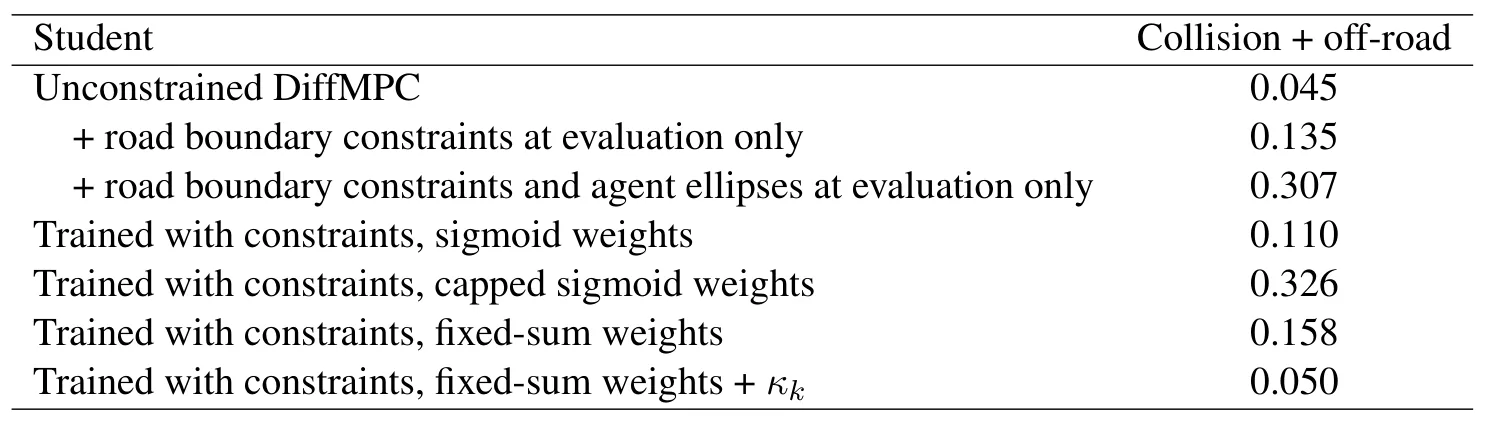 Student Collision + off-road
Unconstrained DiffMPC 0.045
+ road boundary constraints at evaluation only 0.135
+ road boundary constraints and agent ellipses at evaluation only 0.307
Trained with constraints, sigmoid weights 0.110
Trained with constraints, capped sigmoid weights 0.326
Trained with constraints, fixed-sum weights 0.158
Trained with constraints, fixed-sum weights + κₖ 0.050